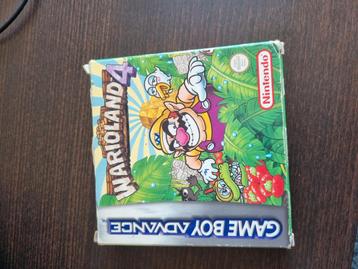 WARIOLAND 4
Nintendo
GAME BOY ADVANCE